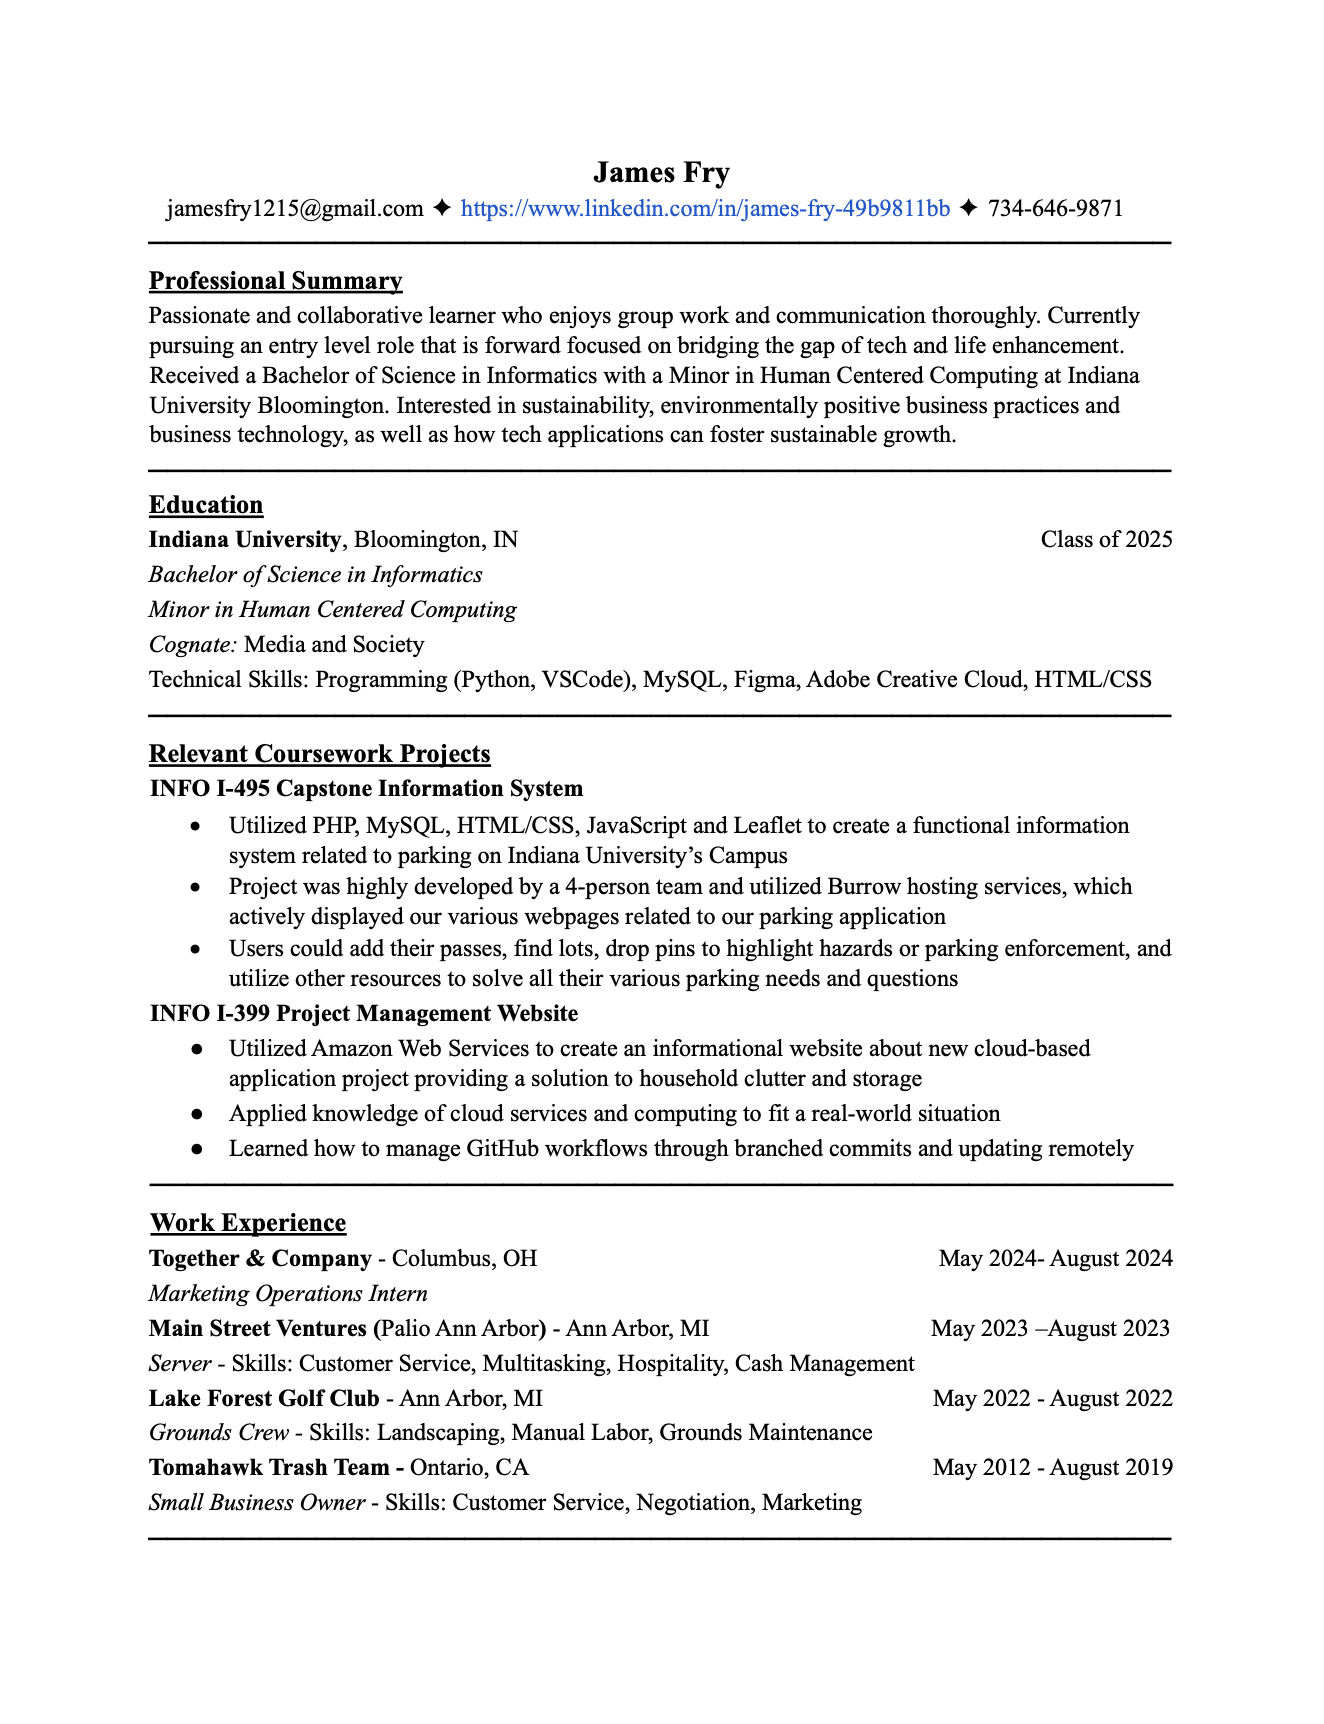 James Fry
jamesfry1215@gmail.com ✦ https://www.linkedin.com/in/james-fry-49b9811bb ✦ 734-646-9871
Professional Summary
Passionate and collaborative learner who enjoys group work and communication thoroughly. Currently
pursuing an entry level role that is forward focused on bridging the gap of tech and life enhancement.
Received a Bachelor of Science in Informatics with a Minor in Human Centered Computing at Indiana
University Bloomington. Interested in sustainability, environmentally positive business practices and
business technology, as well as how tech applications can foster sustainable growth.
Education
Indiana University, Bloomington, IN Class of 2025
Bachelor of Science in Informatics
Minor in Human Centered Computing
Cognate: Media and Society
Technical Skills: Programming (Python, VSCode), MySQL, Figma, Adobe Creative Cloud, HTML/CSS
Relevant Coursework Projects
INFO I-495 Capstone Information System
● Utilized PHP, MySQL, HTML/CSS, JavaScript and Leaflet to create a functional information
system related to parking on Indiana University’s Campus
● Project was highly developed by a 4-person team and utilized Burrow hosting services, which
actively displayed our various webpages related to our parking application
● Users could add their passes, find lots, drop pins to highlight hazards or parking enforcement, and
utilize other resources to solve all their various parking needs and questions
INFO I-399 Project Management Website
● Utilized Amazon Web Services to create an informational website about new cloud-based
application project providing a solution to household clutter and storage
● Applied knowledge of cloud services and computing to fit a real-world situation
● Learned how to manage GitHub workflows through branched commits and updating remotely
Work Experience
Together & Company - Columbus, OH May 2024- August 2024
Marketing Operations Intern
Main Street Ventures (Palio Ann Arbor) - Ann Arbor, MI May 2023 –August 2023
Server - Skills: Customer Service, Multitasking, Hospitality, Cash Management
Lake Forest Golf Club - Ann Arbor, MI May 2022 - August 2022
Grounds Crew - Skills: Landscaping, Manual Labor, Grounds Maintenance
Tomahawk Trash Team - Ontario, CA May 2012 - August 2019
Small Business Owner - Skills: Customer Service, Negotiation, Marketing